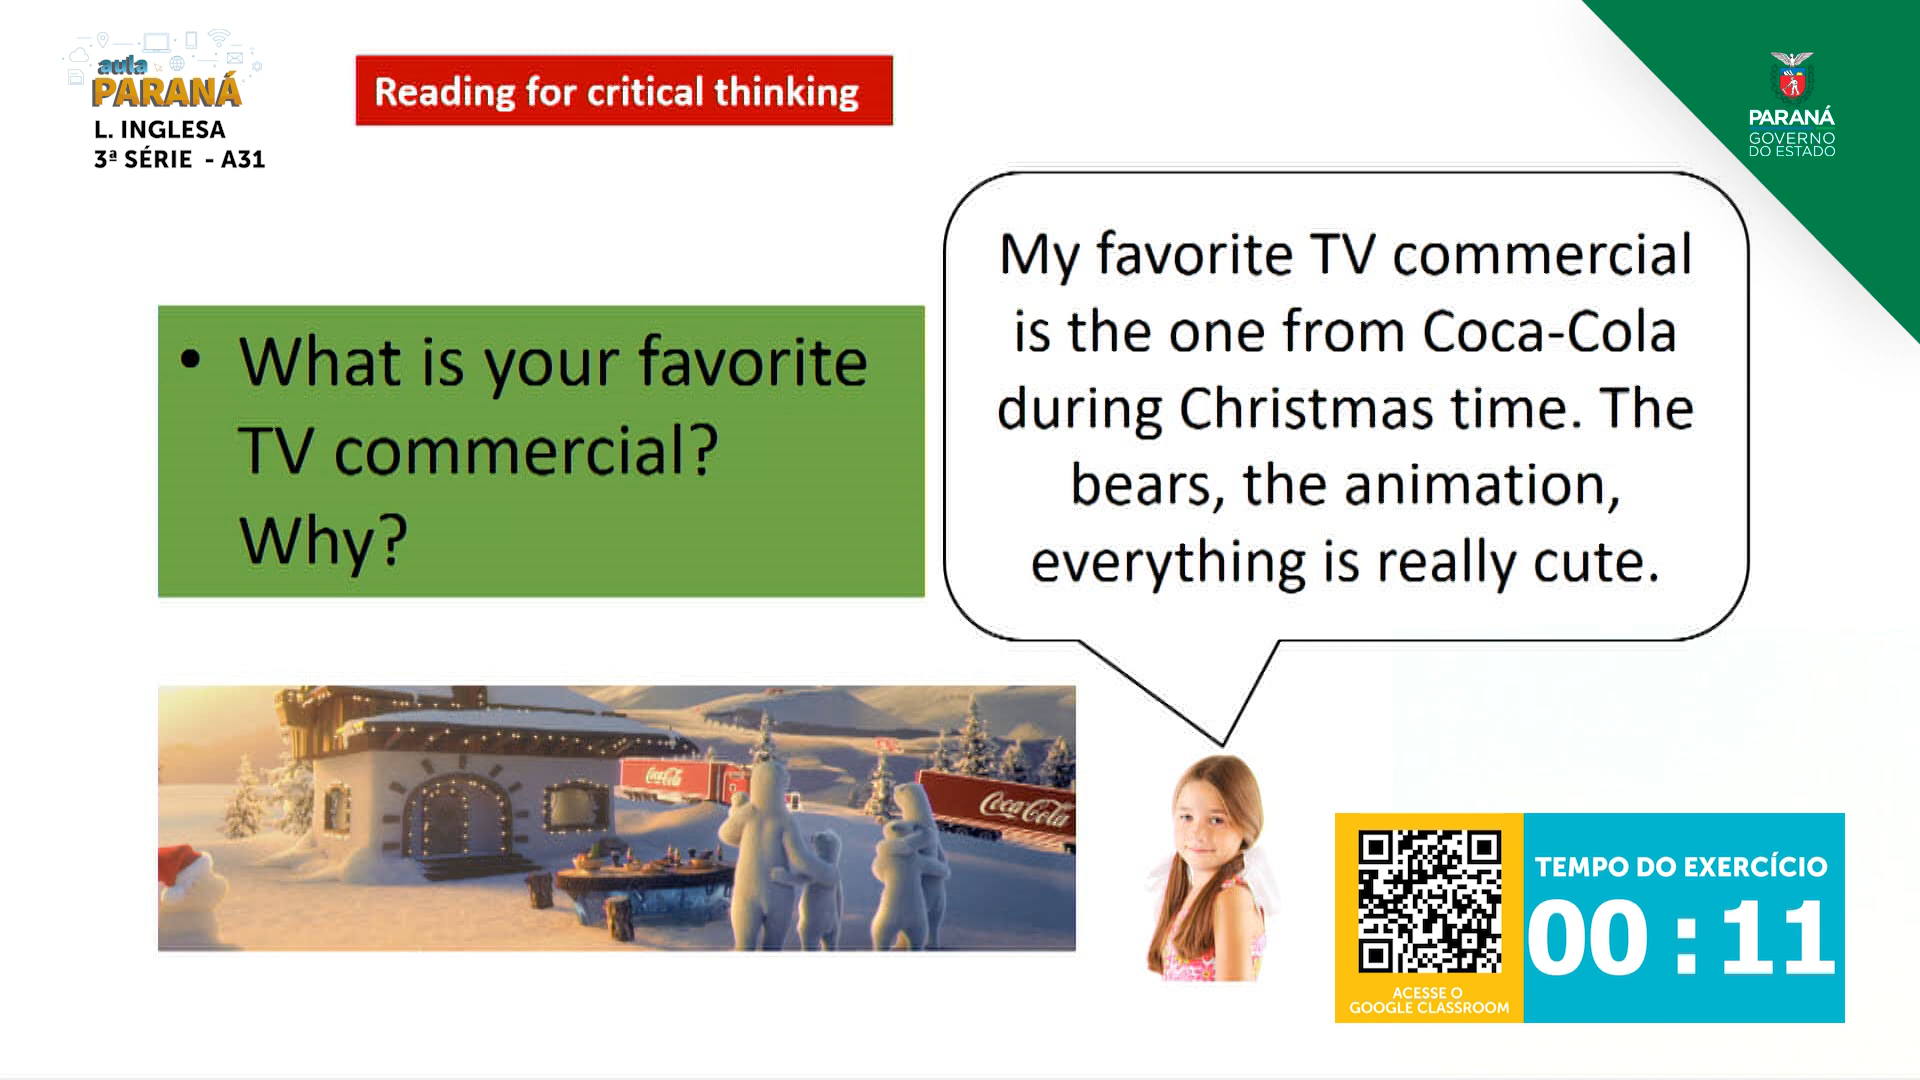 aula
PARANÁ
L. INGLESA
3ª SÉRIE - A31
Reading for critical thinking
PARANÁ
GOVERNO
DO ESTADO
• What is your favorite
TV commercial?
Why?
My favorite TV commercial
is the one from Coca-Cola
during Christmas time. The
bears, the animation,
everything is really cute.
Coca-Cola
Coca-Cola
TEMPO DO EXERCÍCIO
00 : 11
ACESSE O
GOOGLE CLASSROOM